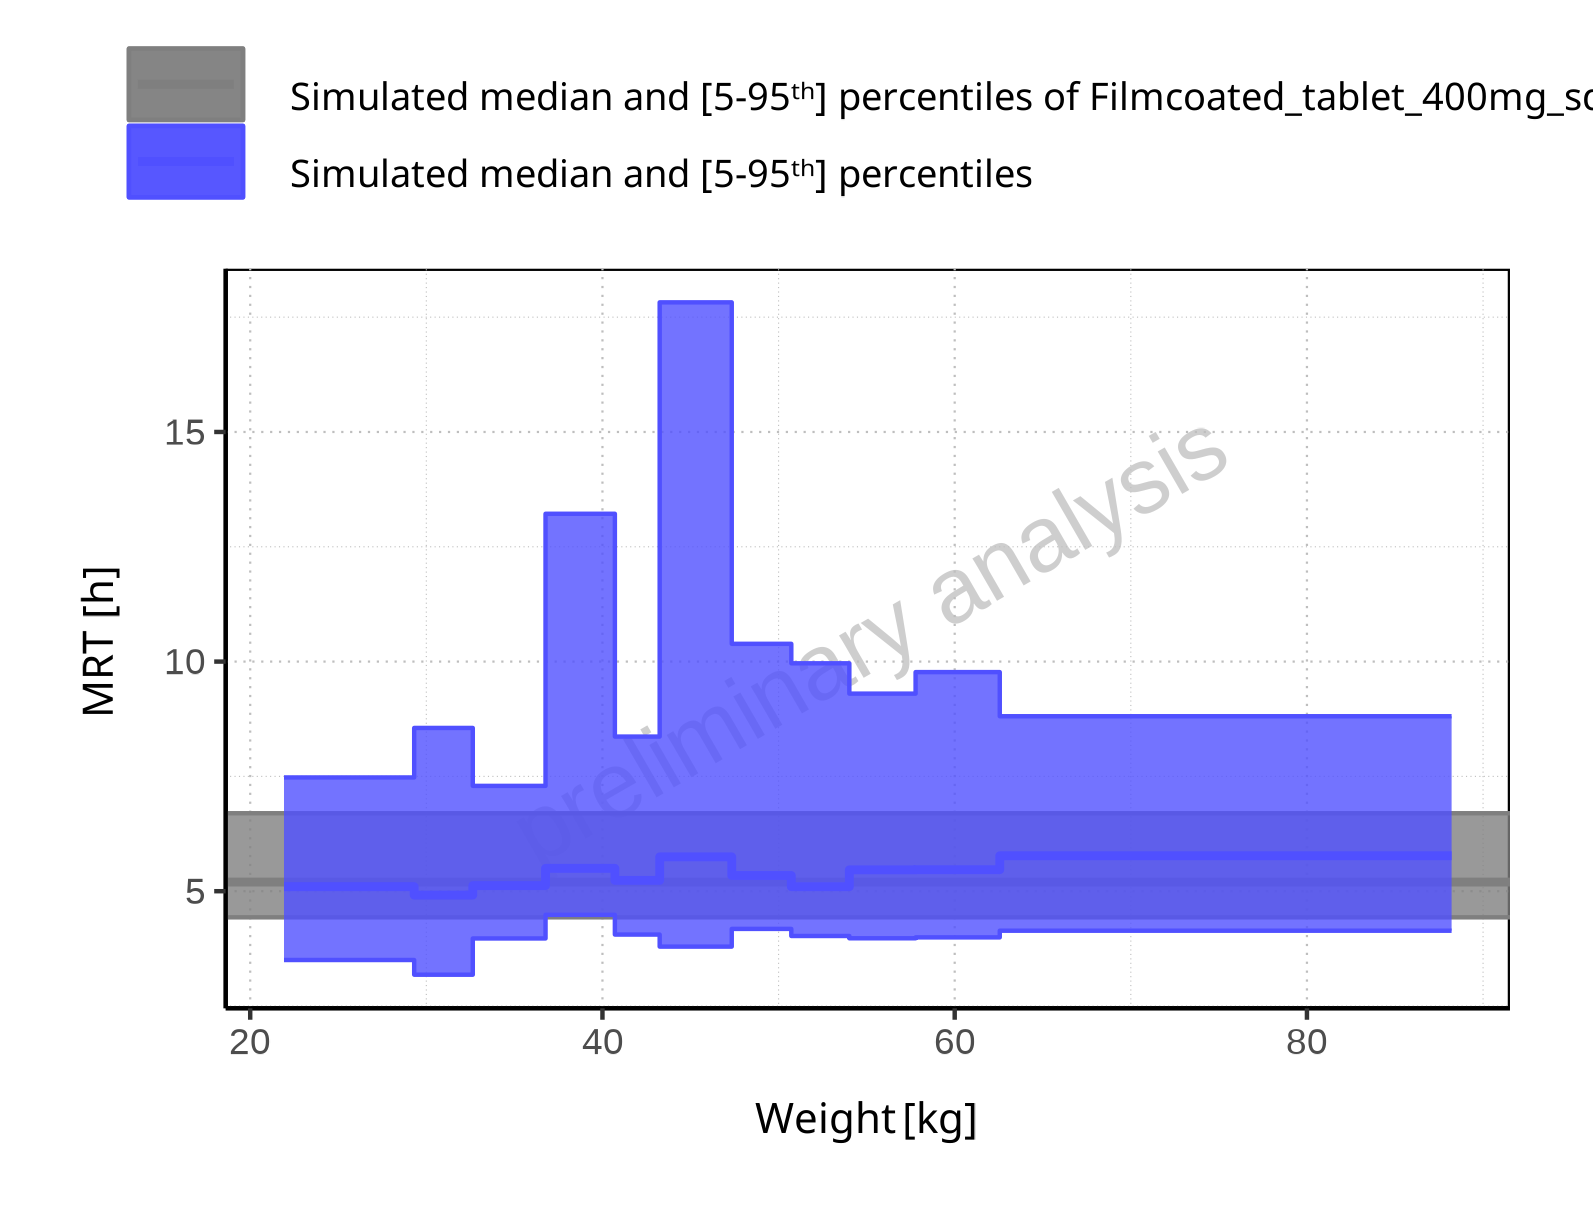 Simulated median and [5-95th] percentiles of Filmcoated_tablet_400mg_
Simulated median and [5-95th] percentiles
15
10
5
MRT [h]
preliminary analysis
20 40 60 80
Weight [kg]